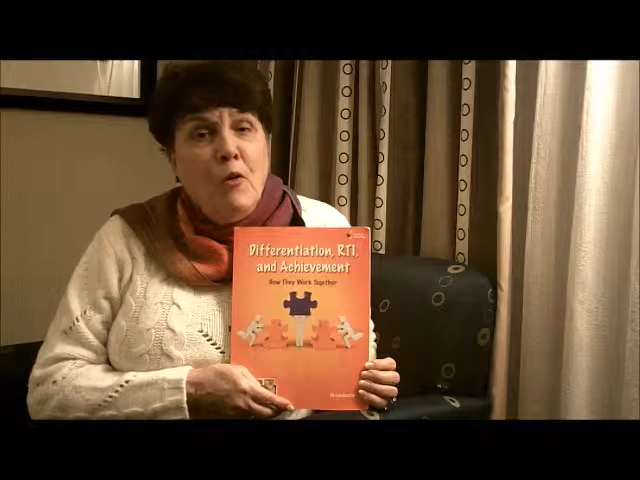 Differentiation, RTI,
and Achievement
How They Work Together